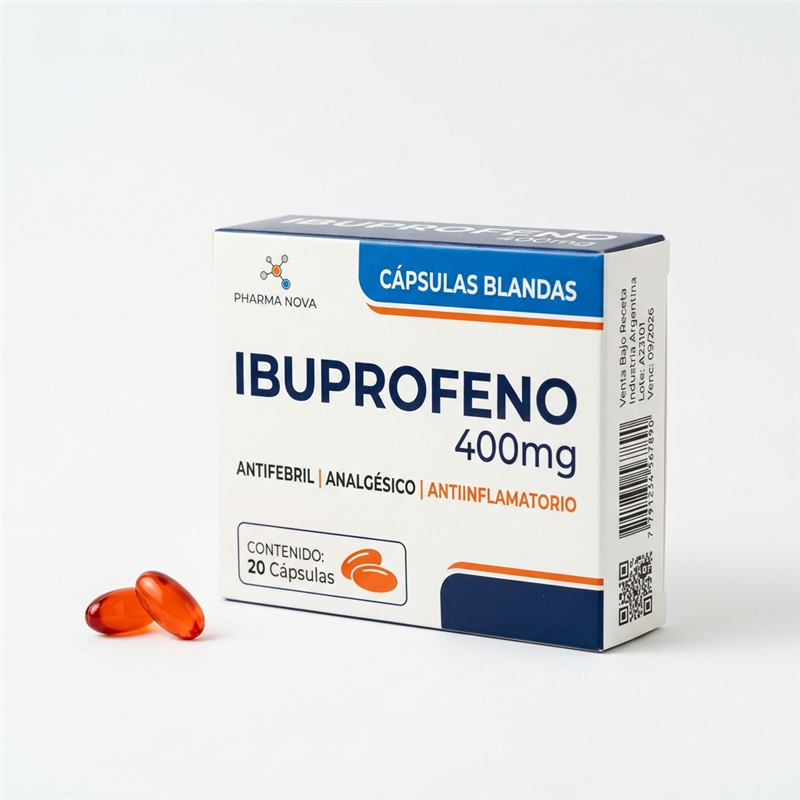 IBUPROFENO
400mg
PHARMA NOVA
CÁPSULAS BLANDAS
IBUPROFENO
400mg
ANTIFEBRIL | ANALGÉSICO | ANTIINFLAMATORIO
CONTENIDO:
20 Cápsulas
Venta Bajo Receta
Industria Argentina
Lote: A23101
Venc: 09/2026
7 791234 567890